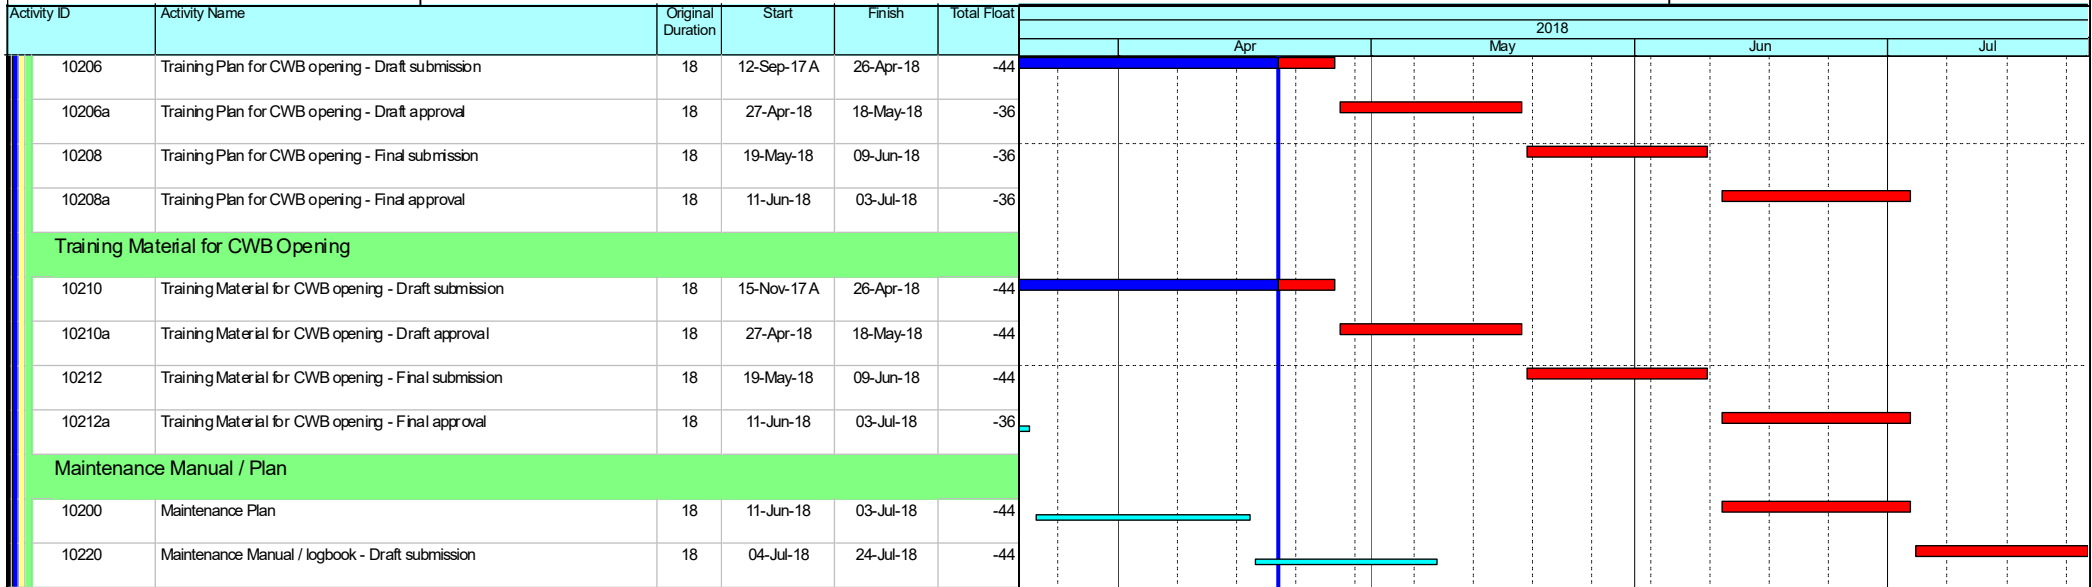 Activity ID Activity Name Original Duration Start Finish Total Float
2018
Apr May Jun Jul
10206 Training Plan for CWB opening - Draft submission 18 12-Sep-17 A 26-Apr-18 -44
10206a Training Plan for CWB opening - Draft approval 18 27-Apr-18 18-May-18 -36
10208 Training Plan for CWB opening - Final submission 18 19-May-18 09-Jun-18 -36
10208a Training Plan for CWB opening - Final approval 18 11-Jun-18 03-Jul-18 -36
Training Material for CWB Opening
10210 Training Material for CWB opening - Draft submission 18 15-Nov-17 A 26-Apr-18 -44
10210a Training Material for CWB opening - Draft approval 18 27-Apr-18 18-May-18 -44
10212 Training Material for CWB opening - Final submission 18 19-May-18 09-Jun-18 -44
10212a Training Material for CWB opening - Final approval 18 11-Jun-18 03-Jul-18 -36
Maintenance Manual / Plan
10200 Maintenance Plan 18 11-Jun-18 03-Jul-18 -44
10220 Maintenance Manual / logbook - Draft submission 18 04-Jul-18 24-Jul-18 -44